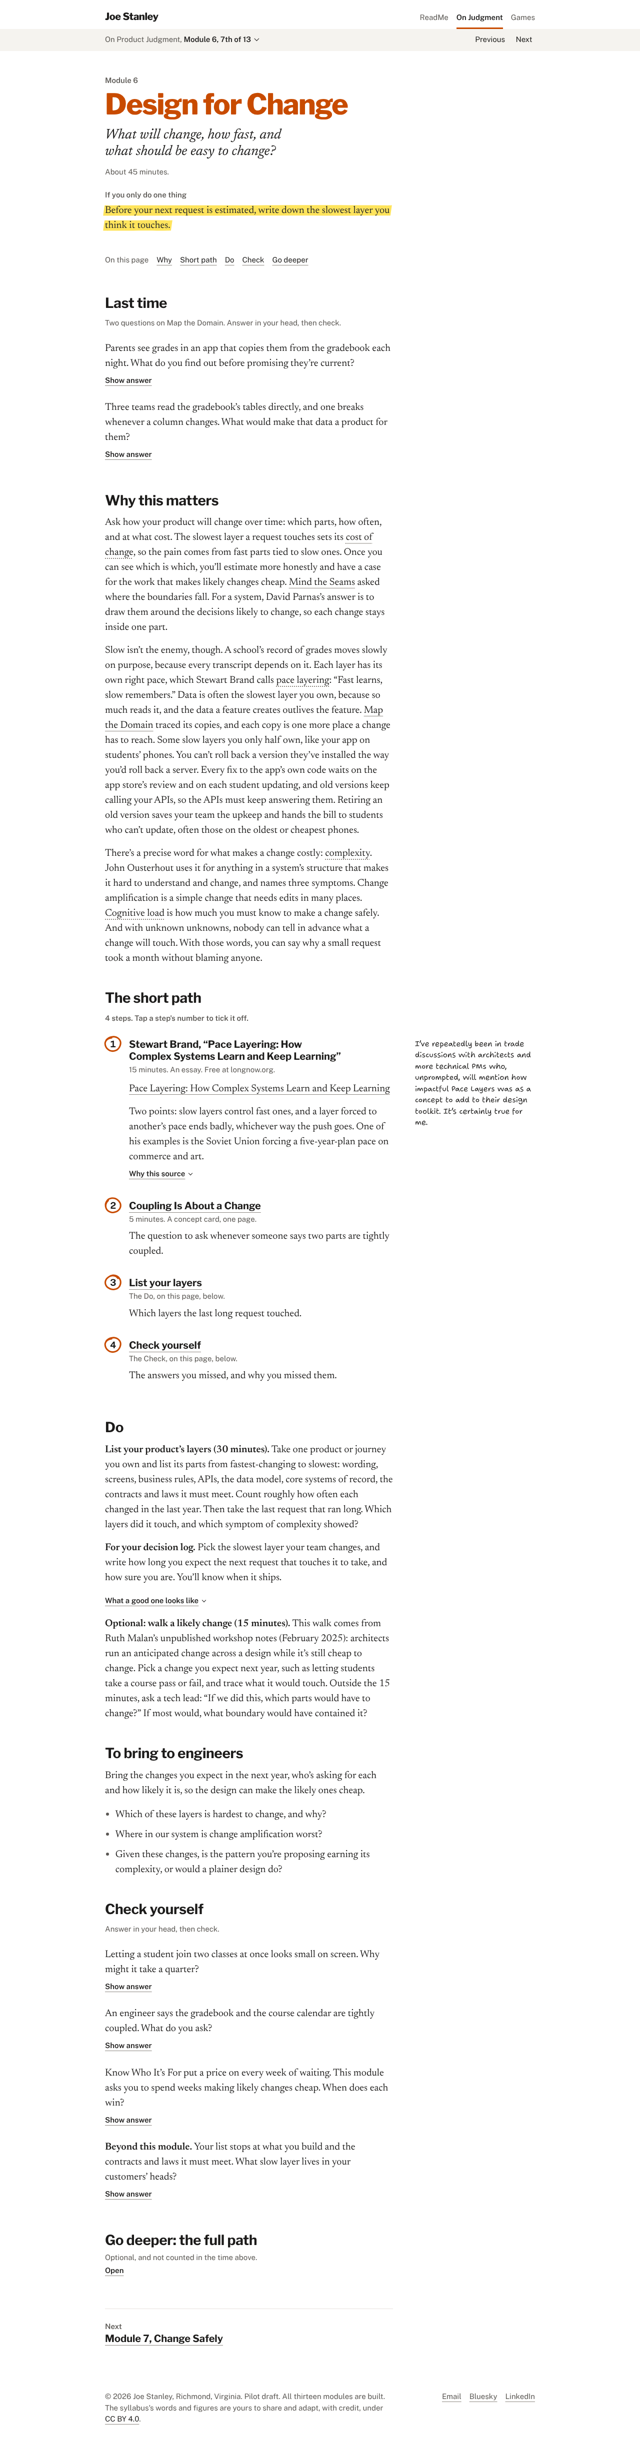 Joe Stanley
ReadMe On Judgment Games
On Product Judgment, Module 6, 7th of 13
Previous Next
Module 6
Design for Change
What will change, how fast, and
what should be easy to change?
About 45 minutes.
If you only do one thing
Before your next request is estimated, write down the slowest layer you
think it touches.
On this page Why Short path Do Check Go deeper
Last time
Two questions on Map the Domain. Answer in your head, then check.
Parents see grades in an app that copies them from the gradebook each
night. What do you find out before promising they’re current?
Show answer
Three teams read the gradebook’s tables directly, and one breaks
whenever a column changes. What would make that data a product for
them?
Show answer
Why this matters
Ask how your product will change over time: which parts, how often,
and at what cost. The slowest layer a request touches sets its cost of
change, so the pain comes from fast parts tied to slow ones. Once you
can see which is which, you’ll estimate more honestly and have a case
for the work that makes likely changes cheap. Mind the Seams asked
where the boundaries fall. For a system, David Parnas’s answer is to
draw them around the decisions likely to change, so each change stays
inside one part.
Slow isn’t the enemy, though. A school’s record of grades moves slowly
on purpose, because every transcript depends on it. Each layer has its
own right pace, which Stewart Brand calls pace layering: “Fast learns,
slow remembers.” Data is often the slowest layer you own, because so
much reads it, and the data a feature creates outlives the feature. Map
the Domain traced its copies, and each copy is one more place a change
has to reach. Some slow layers you only half own, like your app on
students’ phones. You can’t roll back a version they’ve installed the way
you’d roll back a server. Every fix to the app’s own code waits on the
app store’s review and on each student updating, and old versions keep
calling your APIs, so the APIs must keep answering them. Retiring an
old version saves your team the upkeep and hands the bill to students
who can’t update, often those on the oldest or cheapest phones.
There’s a precise word for what makes a change costly: complexity.
John Ousterhout uses it for anything in a system’s structure that makes
it hard to understand and change, and names three symptoms. Change
amplification is a simple change that needs edits in many places.
Cognitive load is how much you must know to make a change safely.
And with unknown unknowns, nobody can tell in advance what a
change will touch. With those words, you can say why a small request
took a month without blaming anyone.
The short path
4 steps. Tap a step’s number to tick it off.
1 Stewart Brand, “Pace Layering: How
Complex Systems Learn and Keep Learning”
15 minutes. An essay. Free at longnow.org.
Pace Layering: How Complex Systems Learn and Keep Learning
Two points: slow layers control fast ones, and a layer forced to
another’s pace ends badly, whichever way the push goes. One of
his examples is the Soviet Union forcing a five-year-plan pace on
commerce and art.
Why this source
I’ve repeatedly been in trade
discussions with architects and
more technical PMs who,
unprompted, will mention how
impactful Pace Layers was as a
concept to add to their design
toolkit. It’s certainly true for
me.
2 Coupling Is About a Change
5 minutes. A concept card, one page.
The question to ask whenever someone says two parts are tightly
coupled.
3 List your layers
The Do, on this page, below.
Which layers the last long request touched.
4 Check yourself
The Check, on this page, below.
The answers you missed, and why you missed them.
Do
List your product’s layers (30 minutes). Take one product or journey
you own and list its parts from fastest-changing to slowest: wording,
screens, business rules, APIs, the data model, core systems of record, the
contracts and laws it must meet. Count roughly how often each
changed in the last year. Then take the last request that ran long. Which
layers did it touch, and which symptom of complexity showed?
For your decision log. Pick the slowest layer your team changes, and
write how long you expect the next request that touches it to take, and
how sure you are. You’ll know when it ships.
What a good one looks like
Optional: walk a likely change (15 minutes). This walk comes from
Ruth Malan’s unpublished workshop notes (February 2025): architects
run an anticipated change across a design while it’s still cheap to
change. Pick a change you expect next year, such as letting students
take a course pass or fail, and trace what it would touch. Outside the 15
minutes, ask a tech lead: “If we did this, which parts would have to
change?” If most would, what boundary would have contained it?
To bring to engineers
Bring the changes you expect in the next year, who’s asking for each
and how likely it is, so the design can make the likely ones cheap.
• Which of these layers is hardest to change, and why?
• Where in our system is change amplification worst?
• Given these changes, is the pattern you’re proposing earning its
complexity, or would a plainer design do?
Check yourself
Answer in your head, then check.
Letting a student join two classes at once looks small on screen. Why
might it take a quarter?
Show answer
An engineer says the gradebook and the course calendar are tightly
coupled. What do you ask?
Show answer
Know Who It’s For put a price on every week of waiting. This module
asks you to spend weeks making likely changes cheap. When does each
win?
Show answer
Beyond this module. Your list stops at what you build and the
contracts and laws it must meet. What slow layer lives in your
customers’ heads?
Show answer
Go deeper: the full path
Optional, and not counted in the time above.
Open
Next
Module 7, Change Safely
© 2026 Joe Stanley, Richmond, Virginia. Pilot draft. All thirteen modules are built.
The syllabus’s words and figures are yours to share and adapt, with credit, under
CC BY 4.0.
Email Bluesky LinkedIn